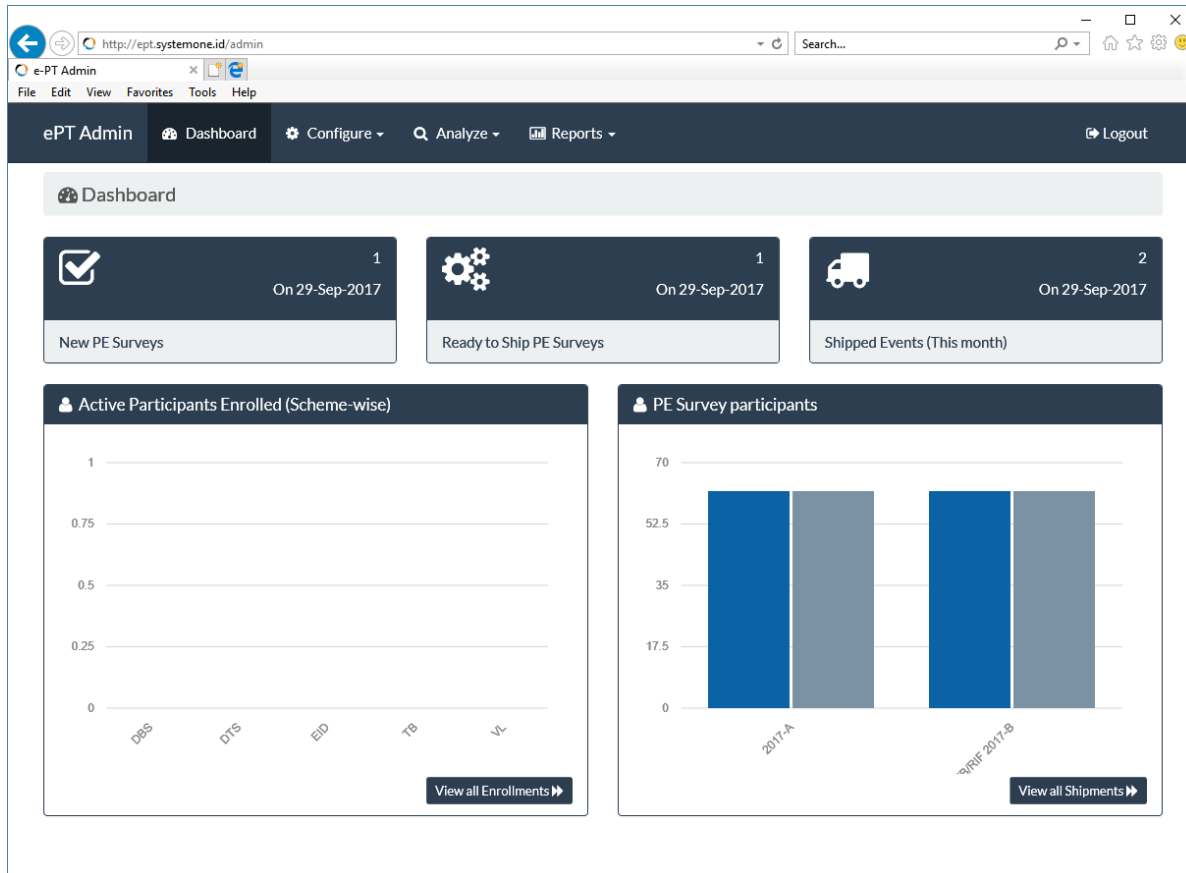 http://ept.systemone.id/admin
Search...
e-PT Admin
File Edit View Favorites Tools Help
ePT Admin Dashboard Configure Analyze Reports Logout
Dashboard
1
On 29-Sep-2017
New PE Surveys
1
On 29-Sep-2017
Ready to Ship PE Surveys
2
On 29-Sep-2017
Shipped Events (This month)
Active Participants Enrolled (Scheme-wise)
1
0.75
0.5
0.25
0
DBS DTS EID TB VL
View all Enrollments
PE Survey participants
70
52.5
35
17.5
0
2017-A
B/RIF 2017-B
View all Shipments